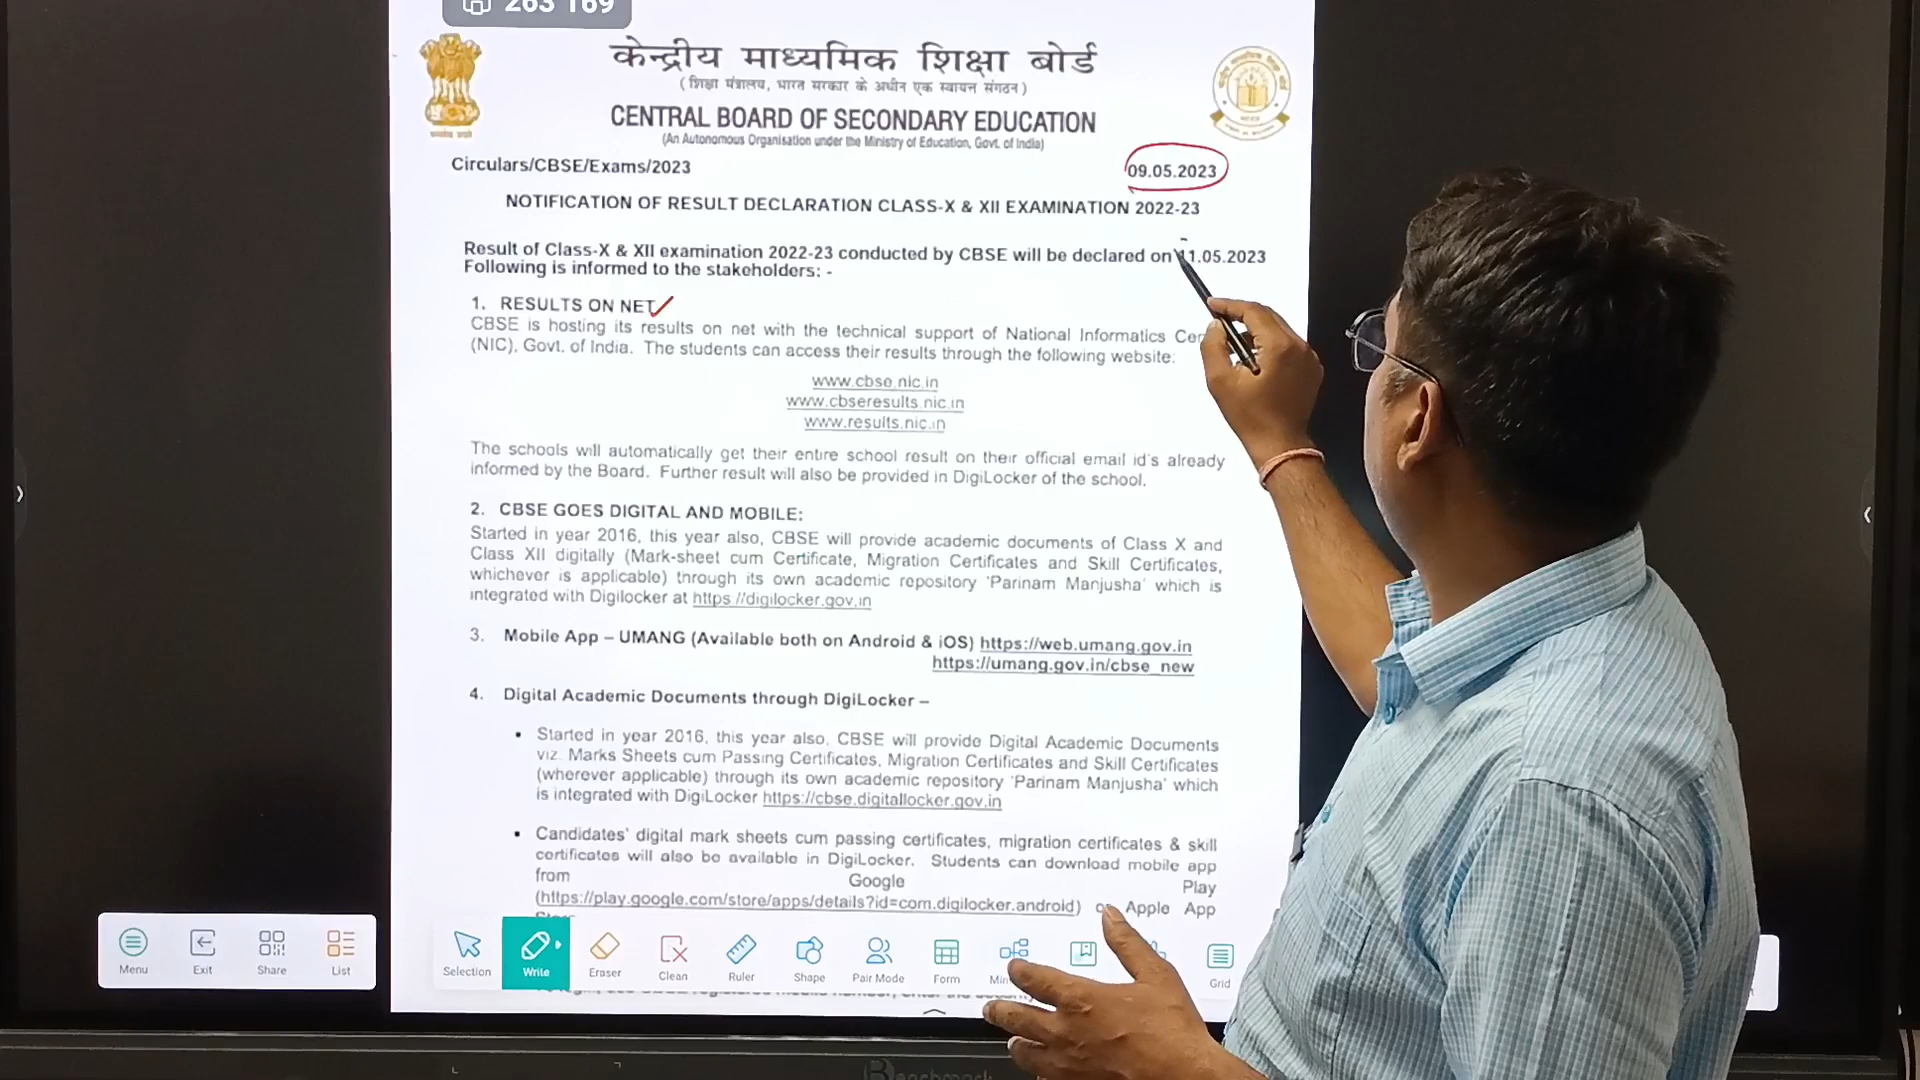 263 169
केन्द्रीय माध्यमिक शिक्षा बोर्ड
(शिक्षा मंत्रालय, भारत सरकार के अधीन एक स्वायत्त संगठन)
CENTRAL BOARD OF SECONDARY EDUCATION
(An Autonomous Organisation under the Ministry of Education, Govt. of India)
Circulars/CBSE/Exams/2023
09.05.2023
NOTIFICATION OF RESULT DECLARATION CLASS-X & XII EXAMINATION 2022-23
Result of Class-X & XII examination 2022-23 conducted by CBSE will be declared on 11.05.2023
Following is informed to the stakeholders: -
1. RESULTS ON NET
CBSE is hosting its results on net with the technical support of National Informatics
(NIC), Govt. of India. The students can access their results through the following website:
www.cbse.nic.in
www.cbseresults.nic.in
www.results.nic.in
The schools will automatically get their entire school result on their official email id's already
informed by the Board. Further result will also be provided in DigiLocker of the school.
2. CBSE GOES DIGITAL AND MOBILE:
Started in year 2016, this year also, CBSE will provide academic documents of Class X and
Class XII digitally (Mark-sheet cum Certificate, Migration Certificates and Skill Certificates,
whichever is applicable) through its own academic repository 'Parinam Manjusha' which is
integrated with Digilocker at https://digilocker.gov.in
3. Mobile App – UMANG (Available both on Android & iOS) https://web.umang.gov.in
https://umang.gov.in/cbse_new
4. Digital Academic Documents through DigiLocker –
• Started in year 2016, this year also, CBSE will provide Digital Academic Documents
viz. Marks Sheets cum Passing Certificates, Migration Certificates and Skill Certificates
(wherever applicable) through its own academic repository 'Parinam Manjusha' which
is integrated with DigiLocker https://cbse.digitallocker.gov.in
• Candidates' digital mark sheets cum passing certificates, migration certificates & skill
certificates will also be available in DigiLocker. Students can download mobile app
from Google Play
(https://play.google.com/store/apps/details?id=com.digilocker.android) or Apple App
Menu
Exit
Share
List
Selection
Write
Eraser
Clean
Ruler
Shape
Pair Mode
Form
Grid